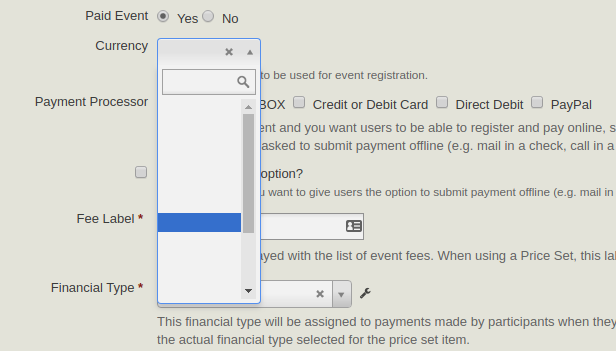 Paid Event Yes No
Currency
to be used for event registration.
Payment Processor BOX Credit or Debit Card Direct Debit PayPal
ent and you want users to be able to register and pay online, s
asked to submit payment offline (e.g. mail in a check, call in a
option?
u want to give users the option to submit payment offline (e.g. mail in
Fee Label *
ayed with the list of event fees. When using a Price Set, this lab
Financial Type *
This financial type will be assigned to payments made by participants when they
the actual financial type selected for the price set item.